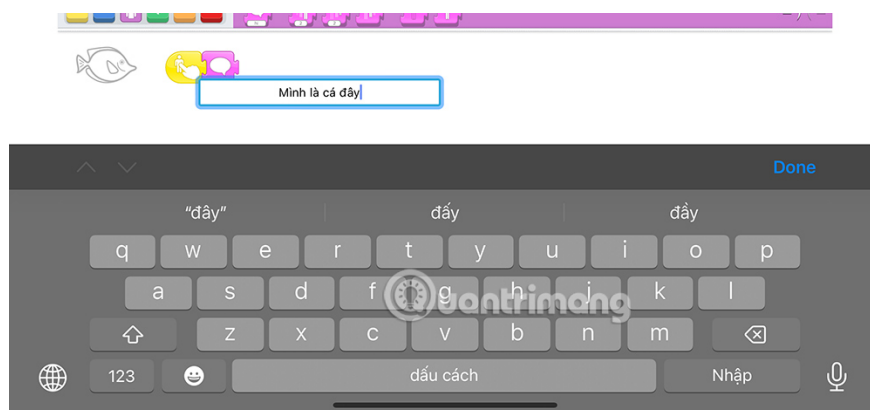 Mình là cá đây
Done
"đây" đấy đầy
q w e r t y u i o p
a s d f g h j k l
z x c v b n m
123 dấu cách Nhập
Quantrimang